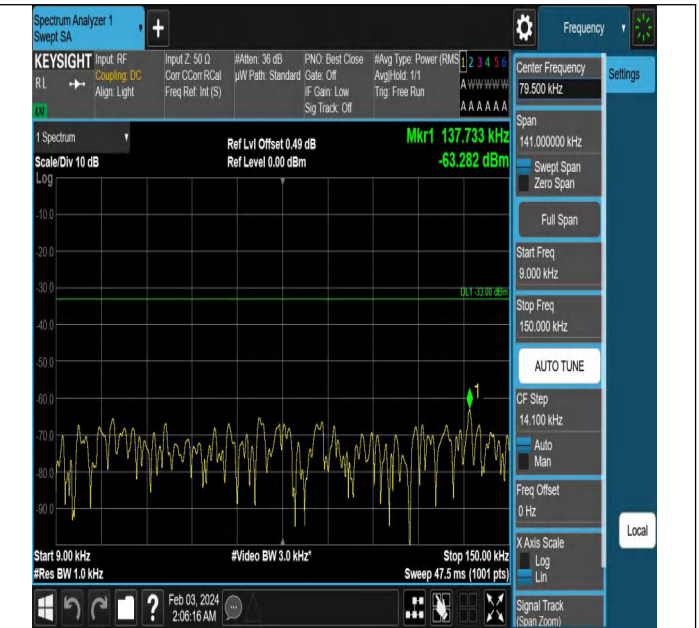 Spectrum Analyzer 1
Swept SA
+
Frequency
KEYSIGHT
RL
Input: RF
Coupling: DC
Align: Light
Input Z: 50 Ω
Corr CCorr RCal
Freq Ref: Int (S)
#Atten: 36 dB
µW Path: Standard
PNO: Best Close
Gate: Off
IF Gain: Low
Sig Track: Off
#Avg Type: Power (RMS
Avg|Hold: 1/1
Trig: Free Run
1 2 3 4 5 6
A W W W W W
A A A A A A
1 Spectrum
Scale/Div 10 dB
Log
Ref Lvl Offset 0.49 dB
Ref Level 0.00 dBm
Mkr1 137.733 kHz
-63.282 dBm
-10.0
-20.0
-30.0
DL1 -33.00 dBm
-40.0
-50.0
-60.0
1
-70.0
-80.0
-90.0
Start 9.00 kHz
#Video BW 3.0 kHz*
Stop 150.00 kHz
#Res BW 1.0 kHz
Sweep 47.5 ms (1001 pts)
?
Feb 03, 2024
2:06:16 AM
Center Frequency
79.500 kHz
Settings
Span
141.000000 kHz
Swept Span
Zero Span
Full Span
Start Freq
9.000 kHz
Stop Freq
150.000 kHz
AUTO TUNE
CF Step
14.100 kHz
Auto
Man
Freq Offset
0 Hz
Local
X Axis Scale
Log
Lin
Signal Track
(Span Zoom)